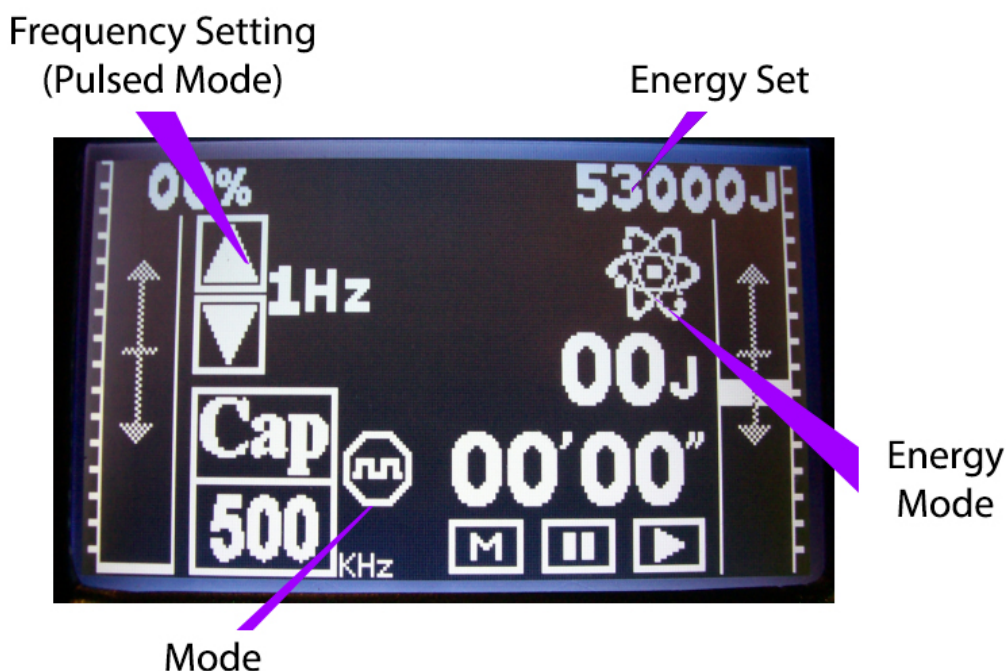 Frequency Setting
(Pulsed Mode)
Energy Set
00%
53000J
1Hz
00J
Cap
00'00"
500
KHz
M
Energy
Mode
Mode